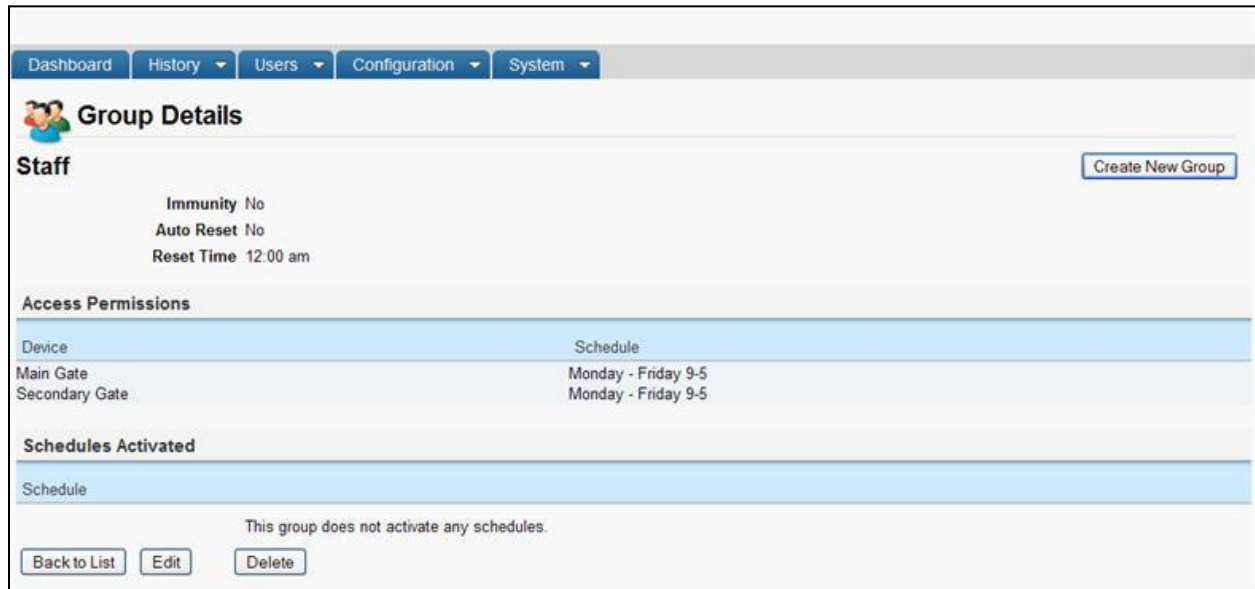 Dashboard History Users Configuration System
Group Details
Staff
Create New Group
Immunity No
Auto Reset No
Reset Time 12:00 am
Access Permissions
Device Schedule
Main Gate Monday - Friday 9-5
Secondary Gate Monday - Friday 9-5
Schedules Activated
Schedule
This group does not activate any schedules.
Back to List Edit Delete